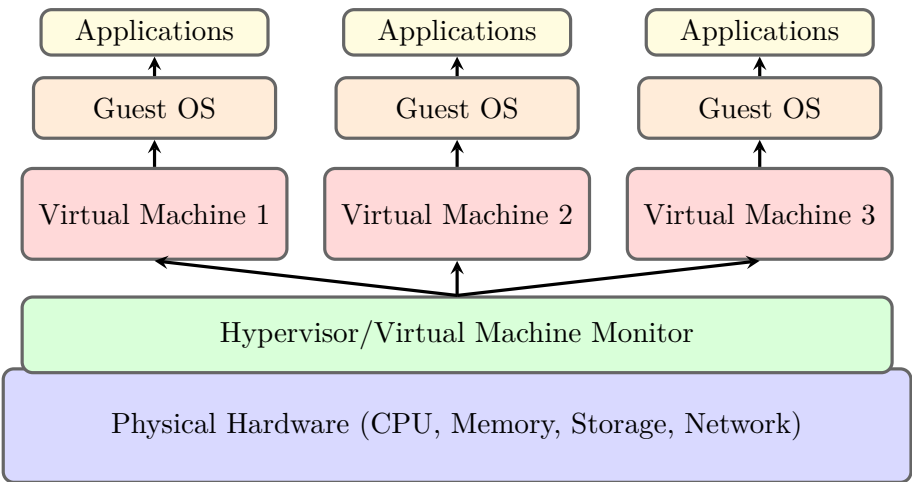 Applications
Applications
Applications
Guest OS
Guest OS
Guest OS
Virtual Machine 1
Virtual Machine 2
Virtual Machine 3
Hypervisor/Virtual Machine Monitor
Physical Hardware (CPU, Memory, Storage, Network)